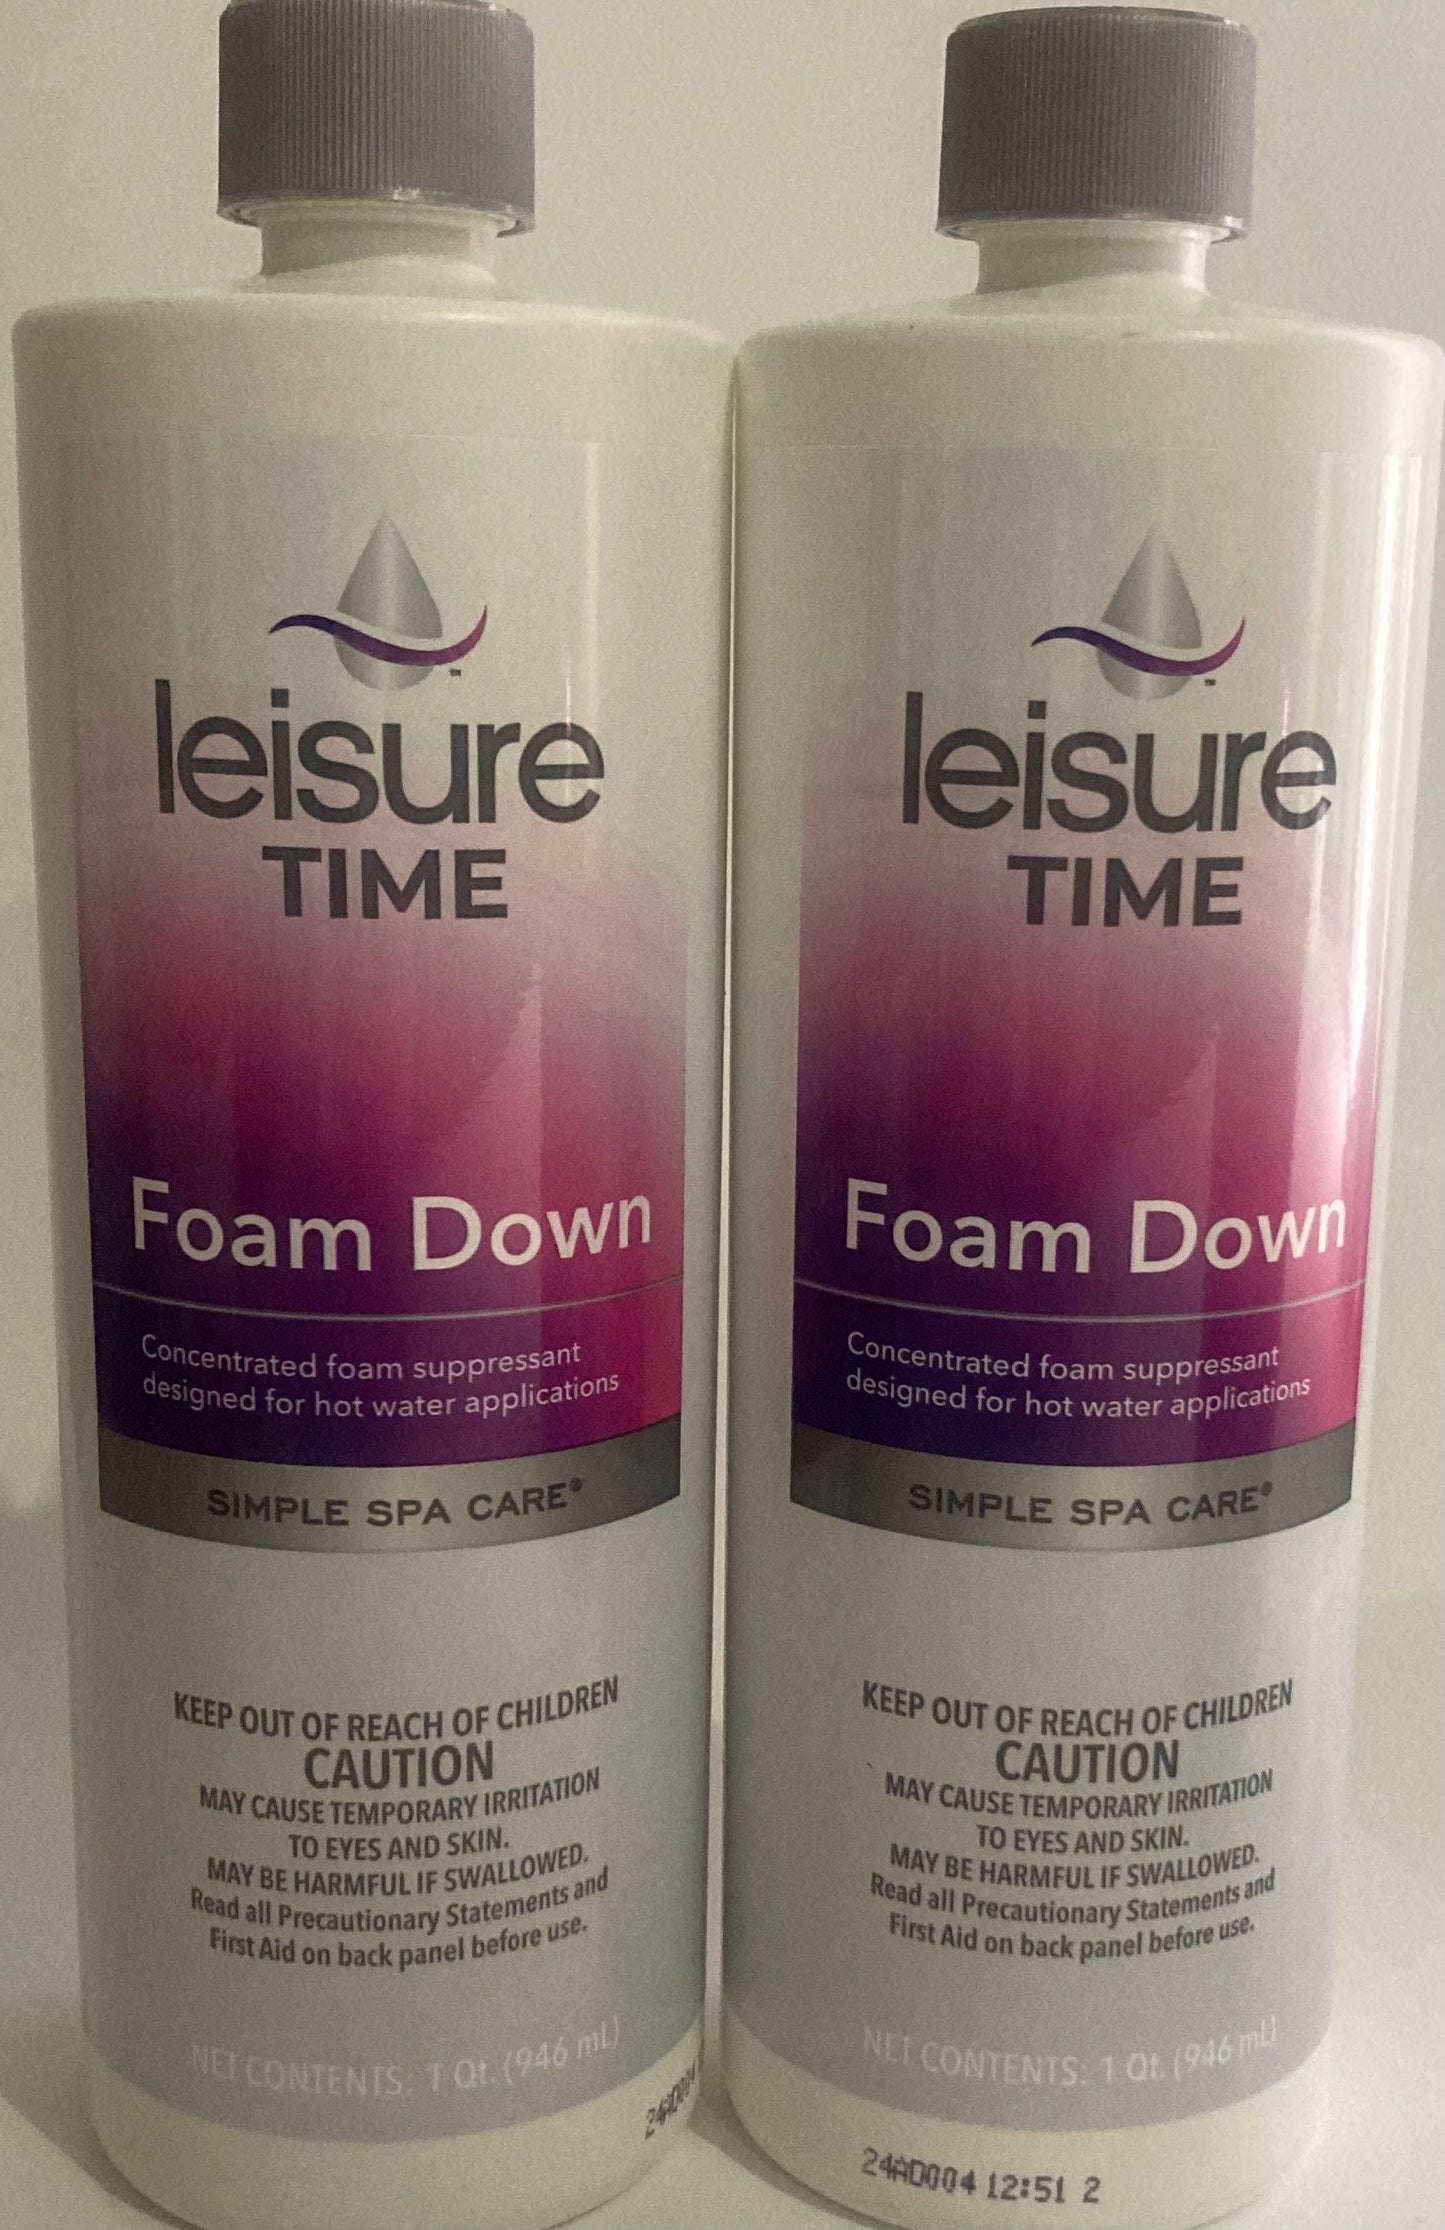 leisure
TIME
Foam Down
Concentrated foam suppressant
designed for hot water applications
SIMPLE SPA CARE®
KEEP OUT OF REACH OF CHILDREN
CAUTION
MAY CAUSE TEMPORARY IRRITATION
TO EYES AND SKIN.
MAY BE HARMFUL IF SWALLOWED.
Read all Precautionary Statements and
First Aid on back panel before use.
NET CONTENTS: 1 Qt. (946 mL)
leisure
TIME
Foam Down
Concentrated foam suppressant
designed for hot water applications
SIMPLE SPA CARE®
KEEP OUT OF REACH OF CHILDREN
CAUTION
MAY CAUSE TEMPORARY IRRITATION
TO EYES AND SKIN.
MAY BE HARMFUL IF SWALLOWED.
Read all Precautionary Statements and
First Aid on back panel before use.
NET CONTENTS: 1 Qt. (946 mL)
24AD004 12:51 2